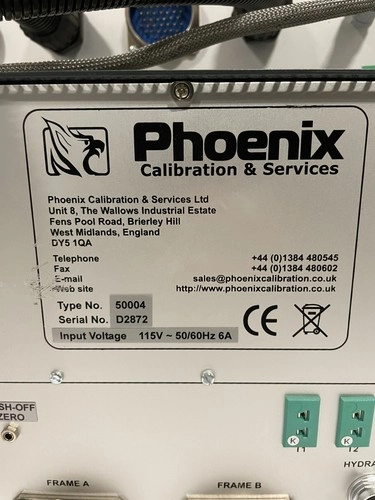 Phoenix
Calibration & Services
Phoenix Calibration & Services Ltd
Unit 8, The Wallows Industrial Estate
Fens Pool Road, Brierley Hill
West Midlands, England
DY5 1QA
Telephone +44 (0)1384 480545
Fax +44 (0)1384 480602
E-mail sales@phoenixcalibration.co.uk
Web site http://www.phoenixcalibration.co.uk
Type No. 50004
Serial No. D2872
Input Voltage 115V ~ 50/60Hz 6A
CE
SH-OFF
ZERO
K K
T1 T2
FRAME A FRAME B
HYDRA